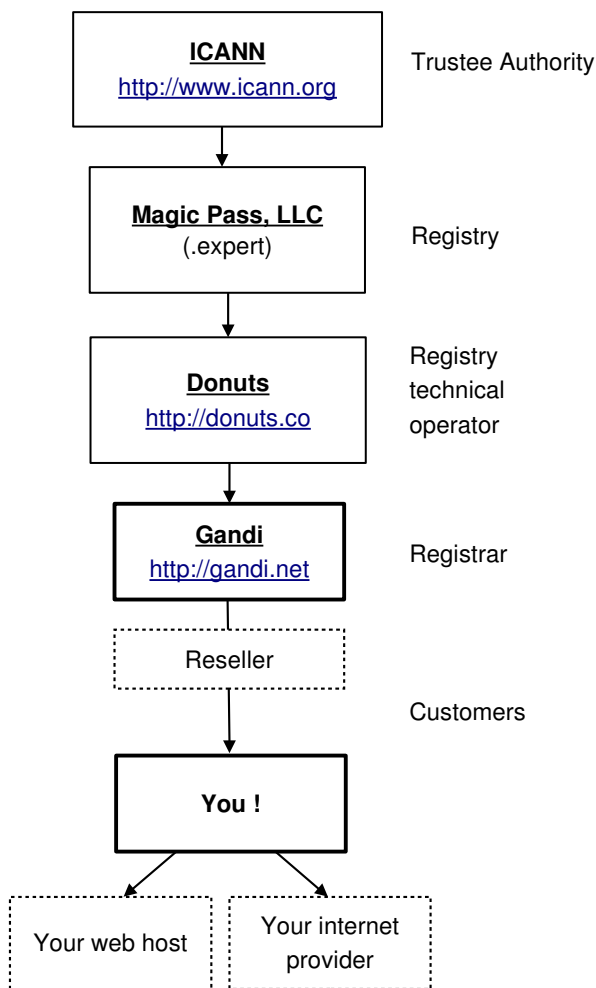 ICANN
http://www.icann.org
Trustee Authority
Magic Pass, LLC
(.expert)
Registry
Donuts
http://donuts.co
Registry
technical
operator
Gandi
http://gandi.net
Registrar
Reseller
Customers
You !
Your web host
Your internet
provider